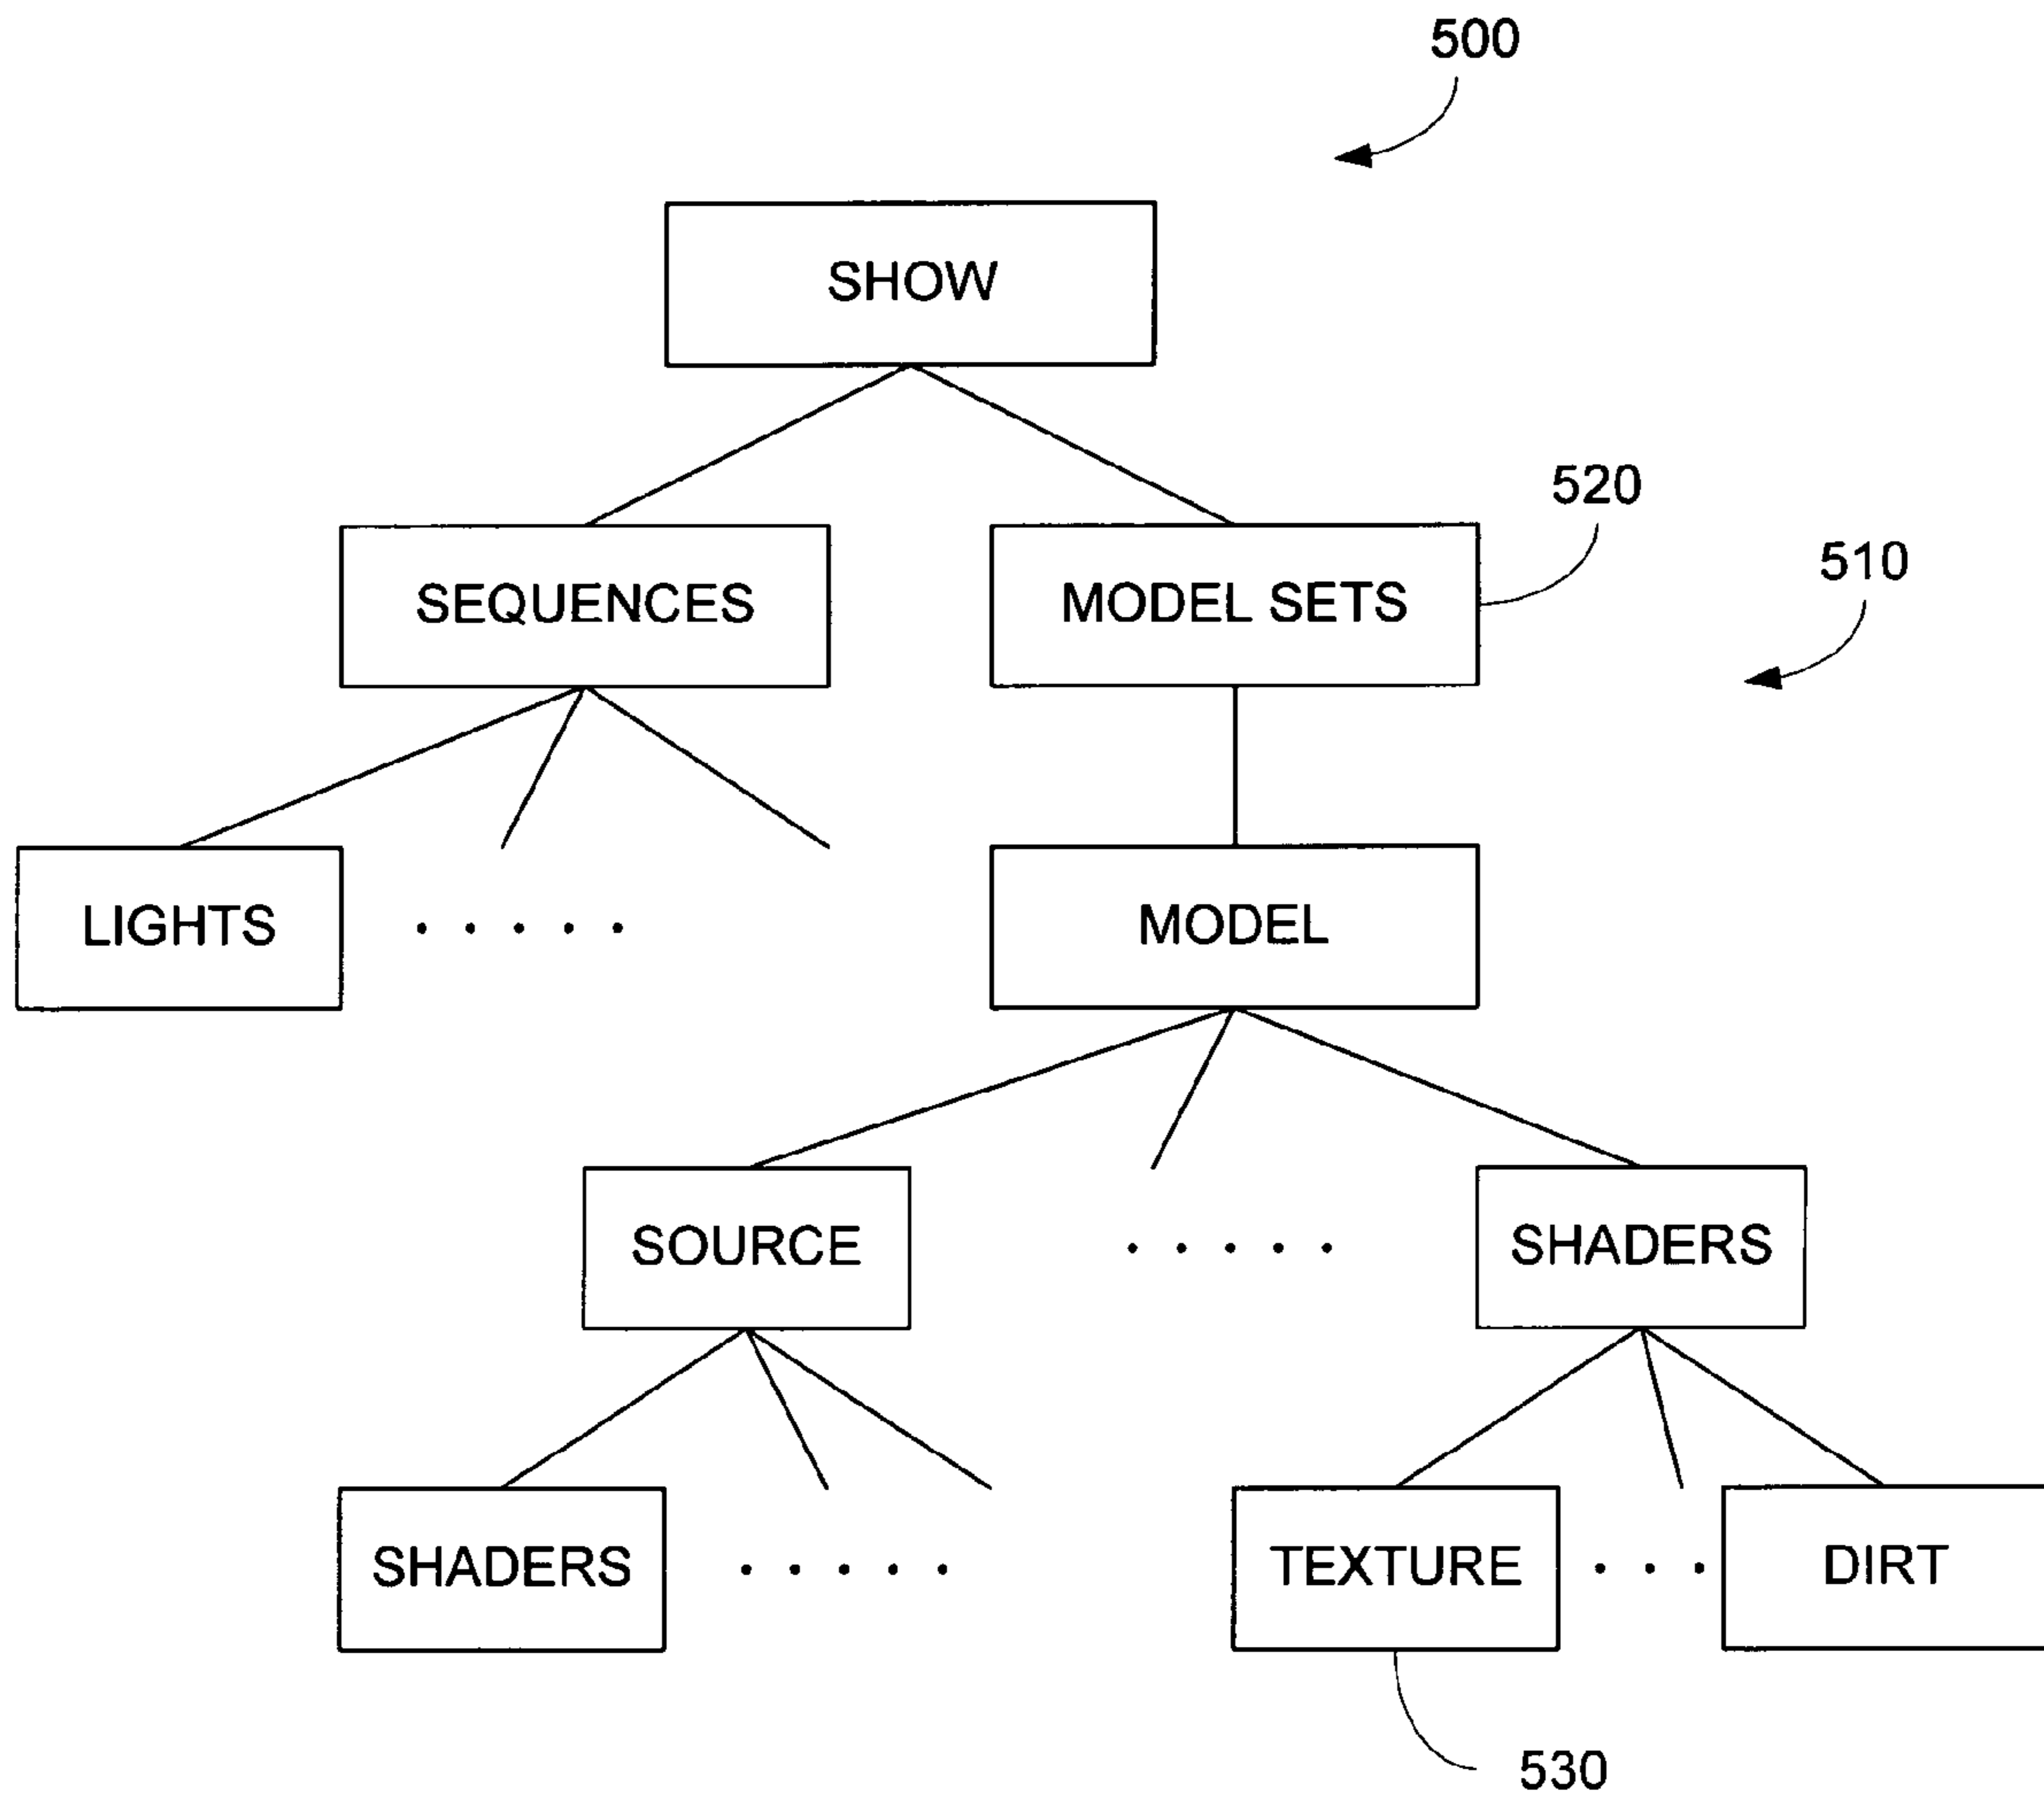 500
SHOW
520
510
SEQUENCES
MODEL SETS
LIGHTS
. . . . .
MODEL
SOURCE
. . . . .
SHADERS
SHADERS
. . . . .
TEXTURE
. . .
DIRT
530